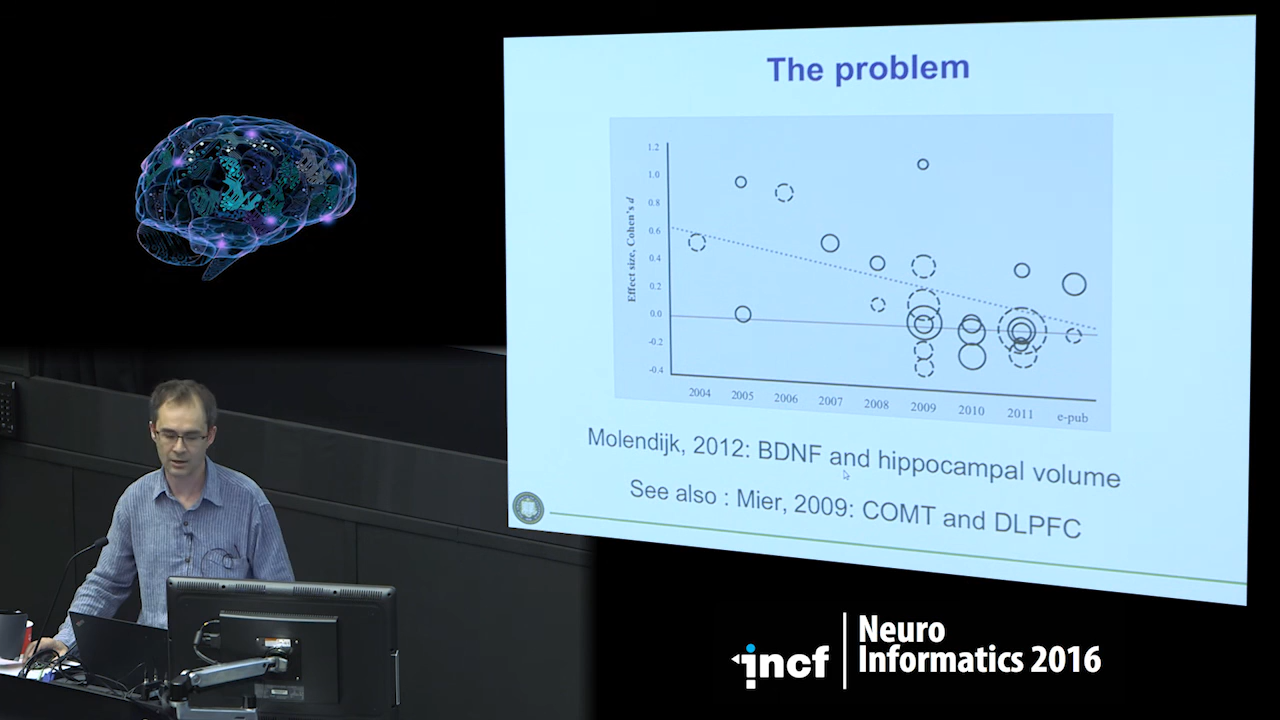 The problem
1.2
1.0
0.8
0.6
0.4
0.2
0.0
-0.2
-0.4
Effect size, Cohen's d
2004 2005 2006 2007 2008 2009 2010 2011 e-pub
Molendijk, 2012: BDNF and hippocampal volume
See also : Mier, 2009: COMT and DLPFC
incf
Neuro
Informatics 2016